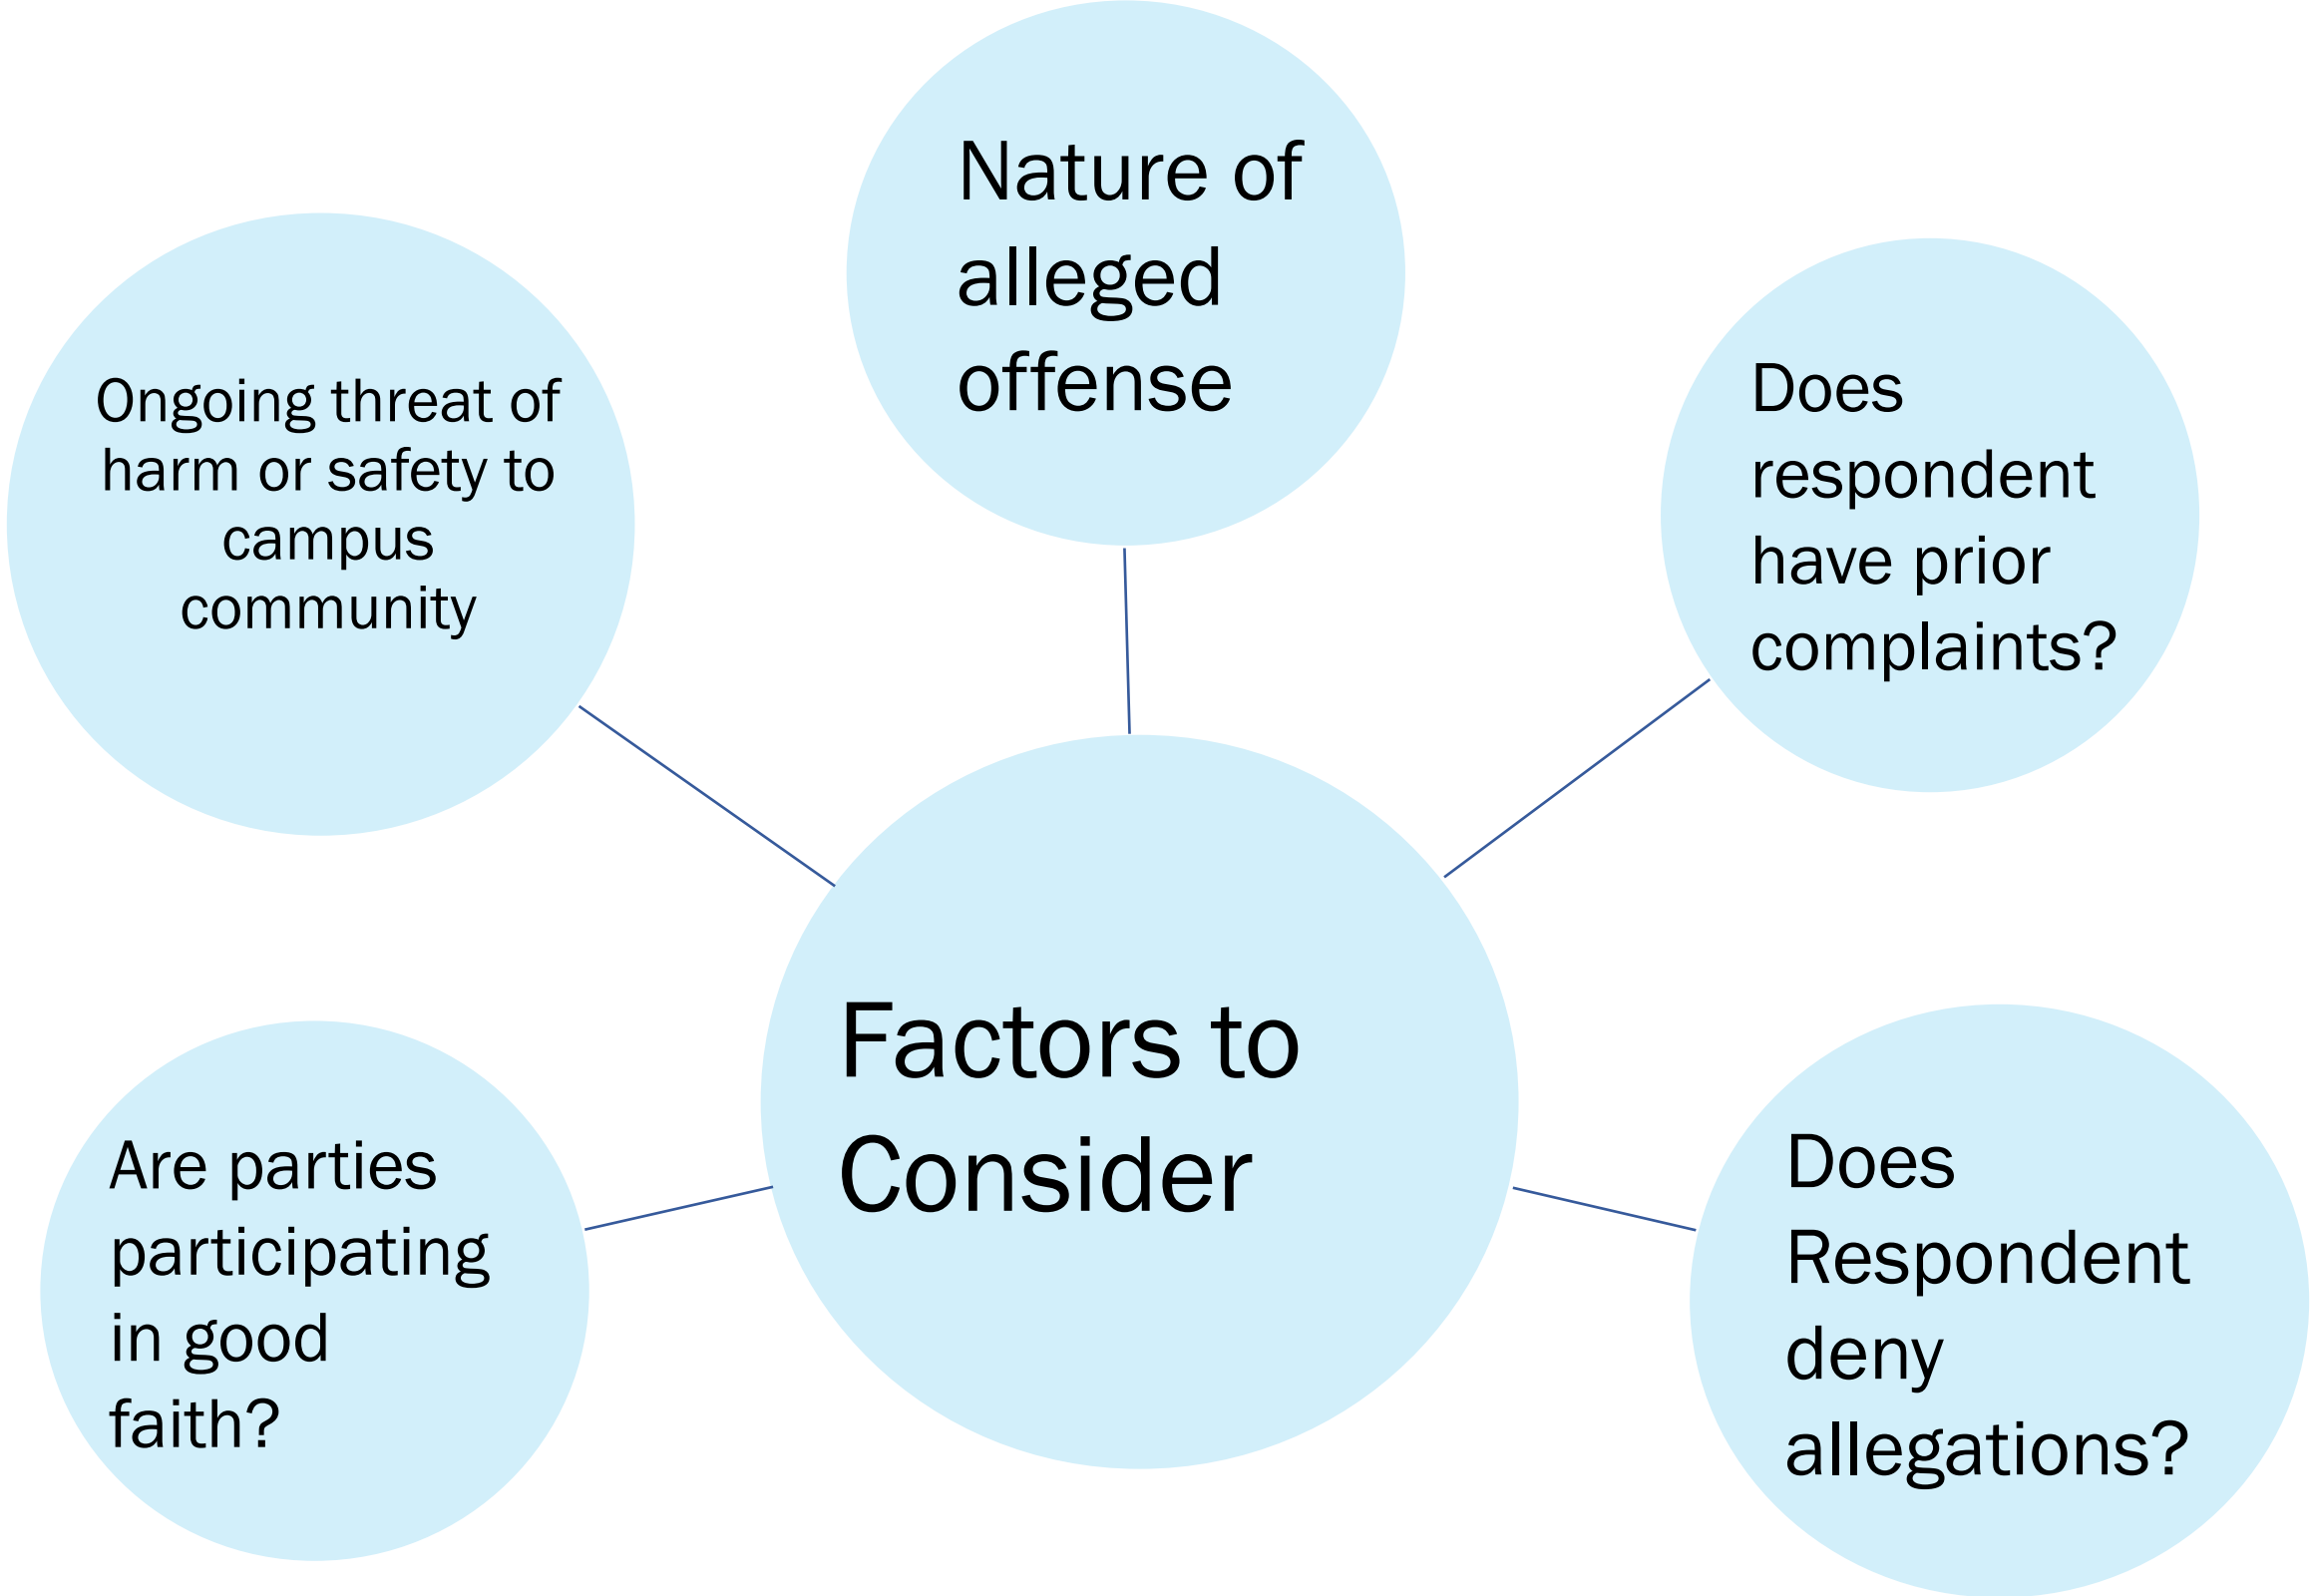 Nature of
alleged
offense
Ongoing threat of
harm or safety to
campus
community
Does
respondent
have prior
complaints?
Factors to
Consider
Are parties
participating
in good
faith?
Does
Respondent
deny
allegations?